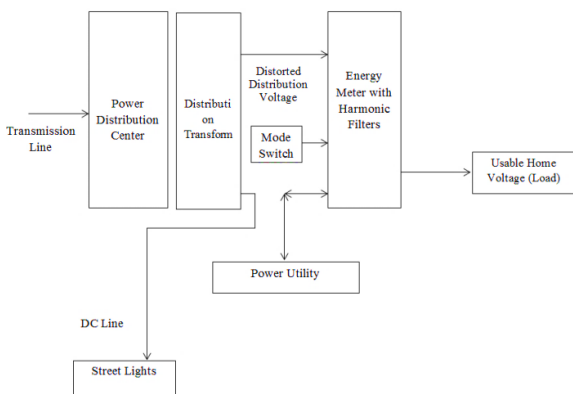 Transmission
Line
Power
Distribution
Center
Distributi
on
Transform
Distorted
Distribution
Voltage
Mode
Switch
Energy
Meter with
Harmonic
Filters
Usable Home
Voltage (Load)
Power Utility
DC Line
Street Lights